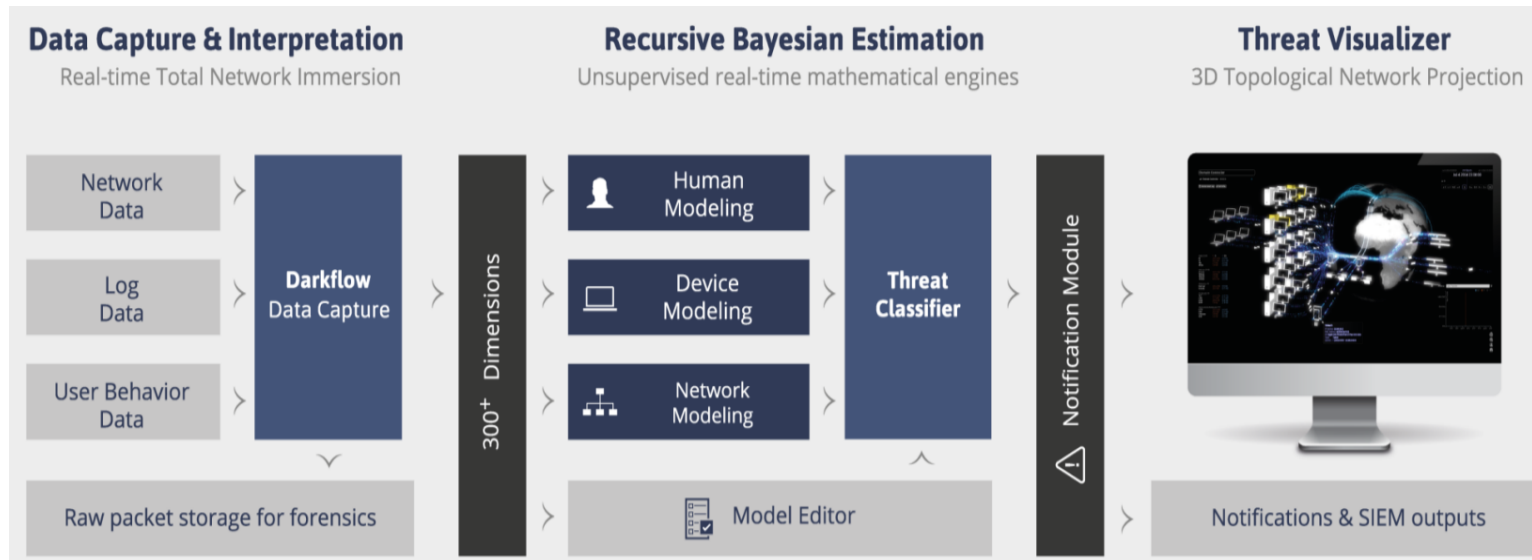 Data Capture & Interpretation
Real-time Total Network Immersion
Network
Data
Log
Data
User Behavior
Data
Darkflow
Data Capture
Raw packet storage for forensics
300+ Dimensions
Recursive Bayesian Estimation
Unsupervised real-time mathematical engines
Human
Modeling
Device
Modeling
Network
Modeling
Threat
Classifier
Model Editor
Notification Module
Threat Visualizer
3D Topological Network Projection
Notifications & SIEM outputs